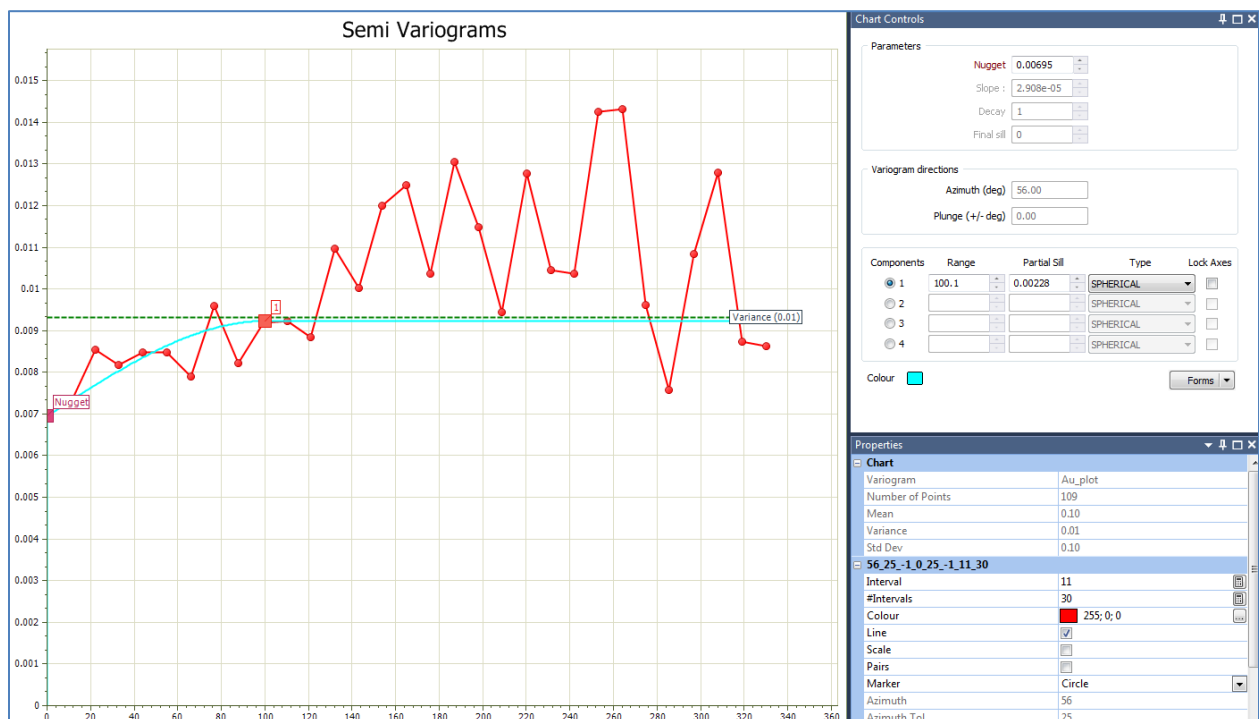 Semi Variograms
0.015
0.014
0.013
0.012
0.011
0.01
0.009
0.008
0.007
0.006
0.005
0.004
0.003
0.002
0.001
0
1
Variance (0.01)
Nugget
0 20 40 60 80 100 120 140 160 180 200 220 240 260 280 300 320 340 360
Chart Controls
Parameters
Nugget 0.00695
Slope : 2.908e-05
Decay 1
Final sill 0
Variogram directions
Azimuth (deg) 56.00
Plunge (+/- deg) 0.00
Components Range Partial Sill Type Lock Axes
1 100.1 0.00228 SPHERICAL
2 SPHERICAL
3 SPHERICAL
4 SPHERICAL
Colour Forms
Properties
Chart
Variogram Au_plot
Number of Points 109
Mean 0.10
Variance 0.01
Std Dev 0.10
56_25_-1_0_25_-1_11_30
Interval 11
#Intervals 30
Colour 255; 0; 0
Line
Scale
Pairs
Marker Circle
Azimuth 56
Azimuth Tol 25